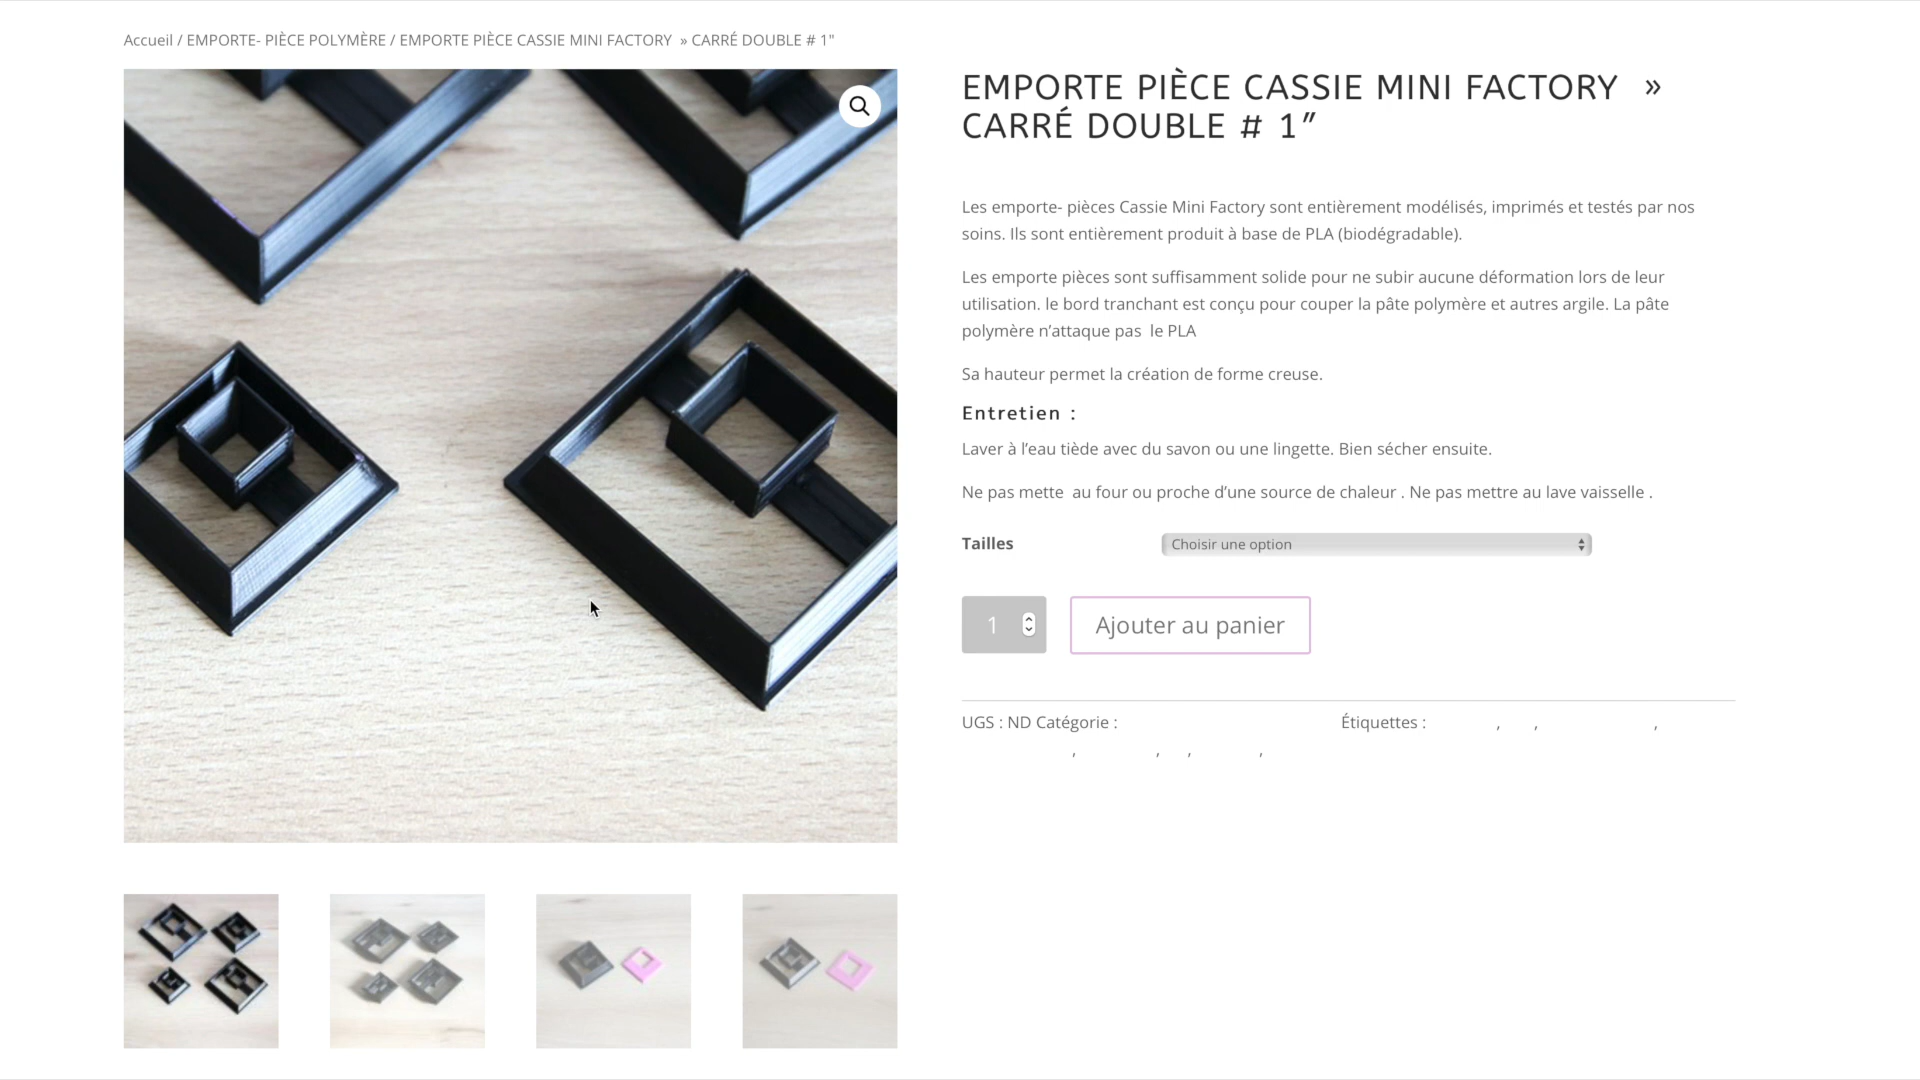 Accueil / EMPORTE- PIÈCE POLYMÈRE / EMPORTE PIÈCE CASSIE MINI FACTORY  » CARRÉ DOUBLE # 1"
EMPORTE PIÈCE CASSIE MINI FACTORY  »
CARRÉ DOUBLE # 1″
Les emporte- pièces Cassie Mini Factory sont entièrement modélisés, imprimés et testés par nos
soins. Ils sont entièrement produit à base de PLA (biodégradable).
Les emporte pièces sont suffisamment solide pour ne subir aucune déformation lors de leur
utilisation. le bord tranchant est conçu pour couper la pâte polymère et autres argile. La pâte
polymère n’attaque pas  le PLA
Sa hauteur permet la création de forme creuse.
Entretien :
Laver à l’eau tiède avec du savon ou une lingette. Bien sécher ensuite.
Ne pas mette  au four ou proche d’une source de chaleur . Ne pas mettre au lave vaisselle .
Tailles
Choisir une option
1
Ajouter au panier
UGS : ND Catégorie : Étiquettes : , , ,
, , , ,